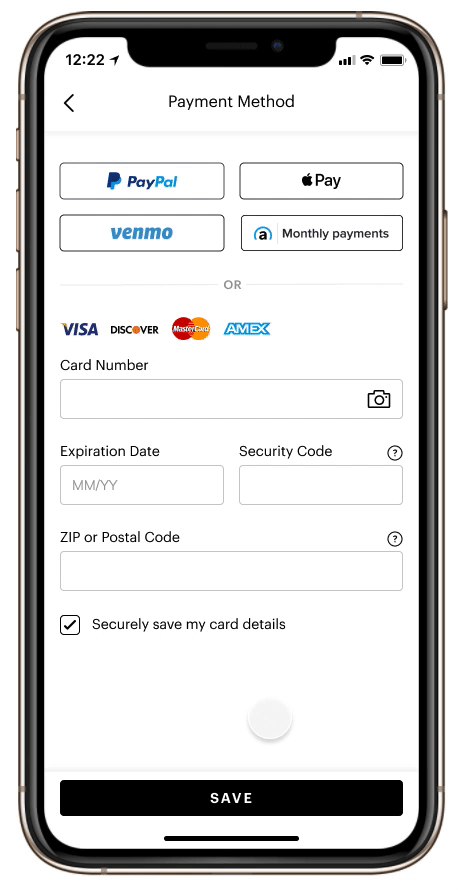 12:22
Payment Method
PayPal Pay
venmo a Monthly payments
OR
VISA DISCOVER MasterCard AMEX
Card Number
Expiration Date Security Code ?
MM/YY
ZIP or Postal Code ?
Securely save my card details
SAVE